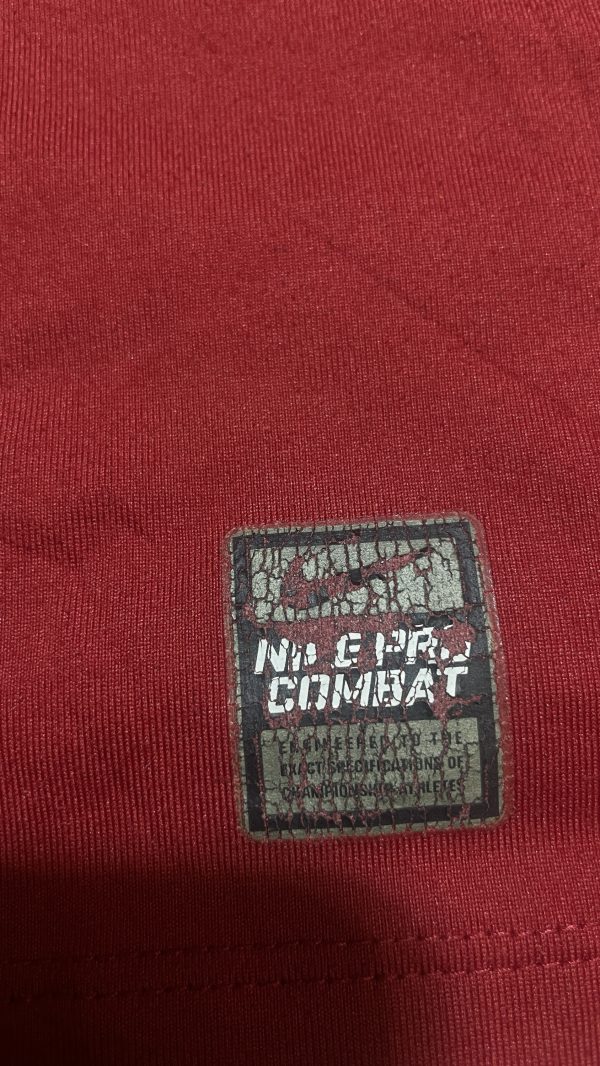 NIKE PRO
COMBAT
ENGINEERED TO THE
EXACT SPECIFICATIONS OF
CHAMPIONSHIP ATHLETES